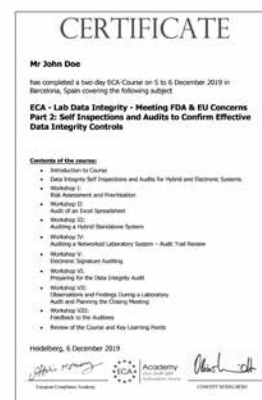 CERTIFICATE
Mr John Doe
has completed a two day ECA-Course on 5 to 6 December 2019 in
Barcelona, Spain covering the following subject
ECA - Lab Data Integrity - Meeting FDA & EU Concerns
Part 2: Self Inspections and Audits to Confirm Effective
Data Integrity Controls
Contents of the course:
• Introduction to Course
• Data Integrity Self Inspections and Audits for Hybrid and Electronic Systems
• Workshop I:
Risk Assessment and Prioritisation
• Workshop II:
Audit of an Excel Spreadsheet
• Workshop III:
Auditing a Hybrid Standalone System
• Workshop IV:
Auditing a Networked Laboratory System – Audit Trail Review
• Workshop V:
Electronic Signature Auditing
• Workshop VI:
Preparing for the Data Integrity Audit
• Workshop VII:
Observations and Findings During a Laboratory
Audit and Planning the Closing Meeting
• Workshop VIII:
Feedback to the Auditees
• Review of the Course and Key Learning Points
Heidelberg, 6 December 2019
ECA
Academy
European Compliance Academy
CONCEPT HEIDELBERG